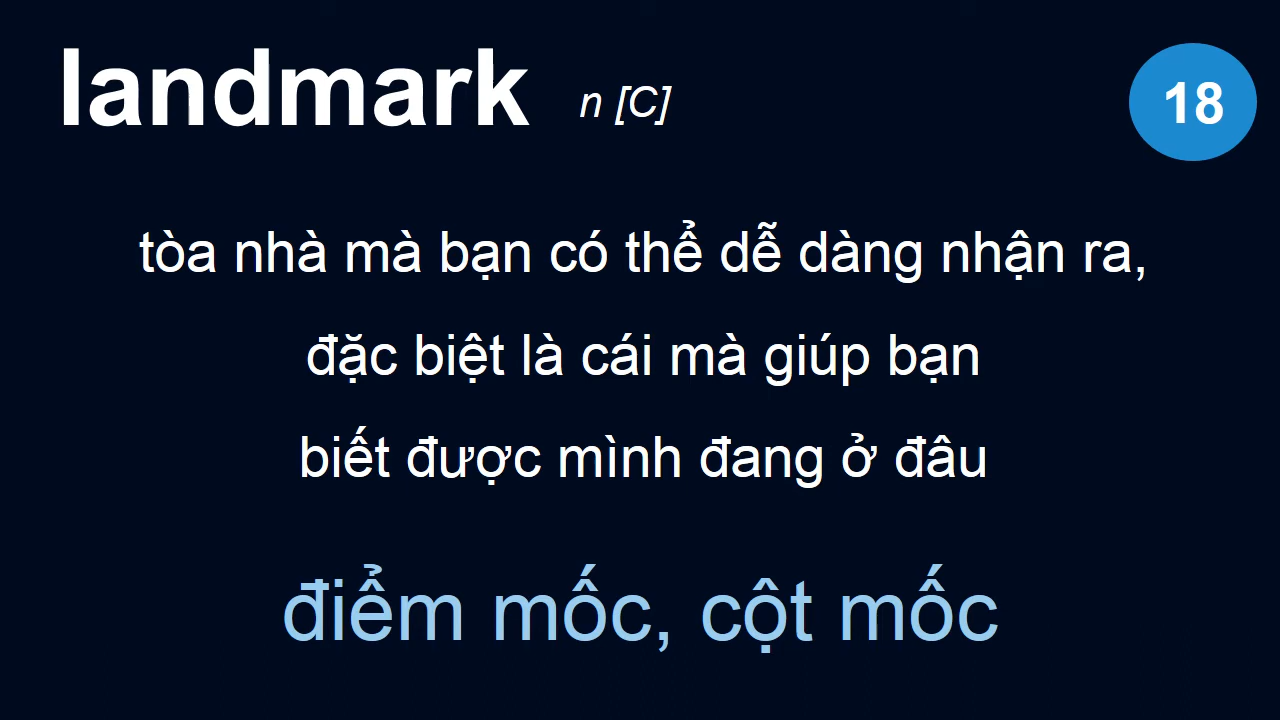 landmark n [C]
18
tòa nhà mà bạn có thể dễ dàng nhận ra,
đặc biệt là cái mà giúp bạn
biết được mình đang ở đâu
điểm mốc, cột mốc